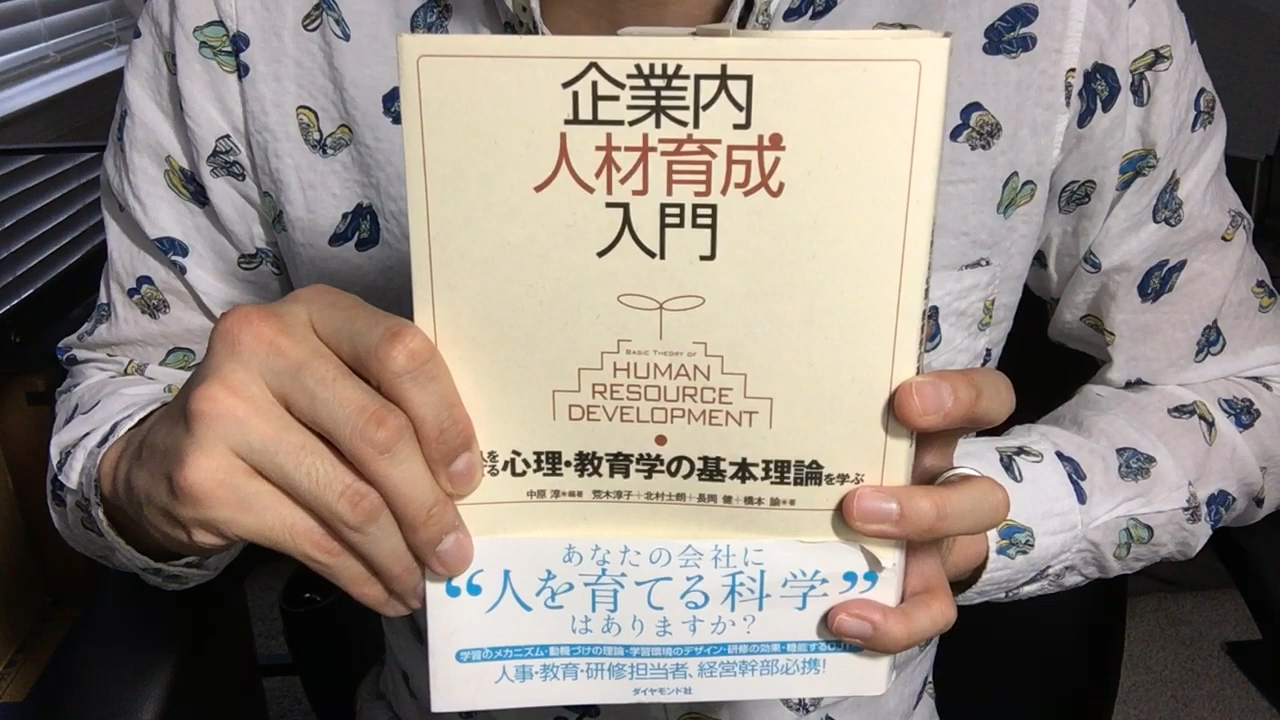 企業内
人材育成
入門
BASIC THEORY OF
HUMAN
RESOURCE
DEVELOPMENT
心理・教育学の基本理論を学ぶ
中原 淳●編著 荒木淳子+北村士朗+長岡 健+橋本 諭●著
あなたの会社に
“人を育てる科学”
はありますか?
学習のメカニズム・動機づけの理論・学習環境のデザイン・研修の効果・機能する
人事・教育・研修担当者、経営幹部必携!
ダイヤモンド社